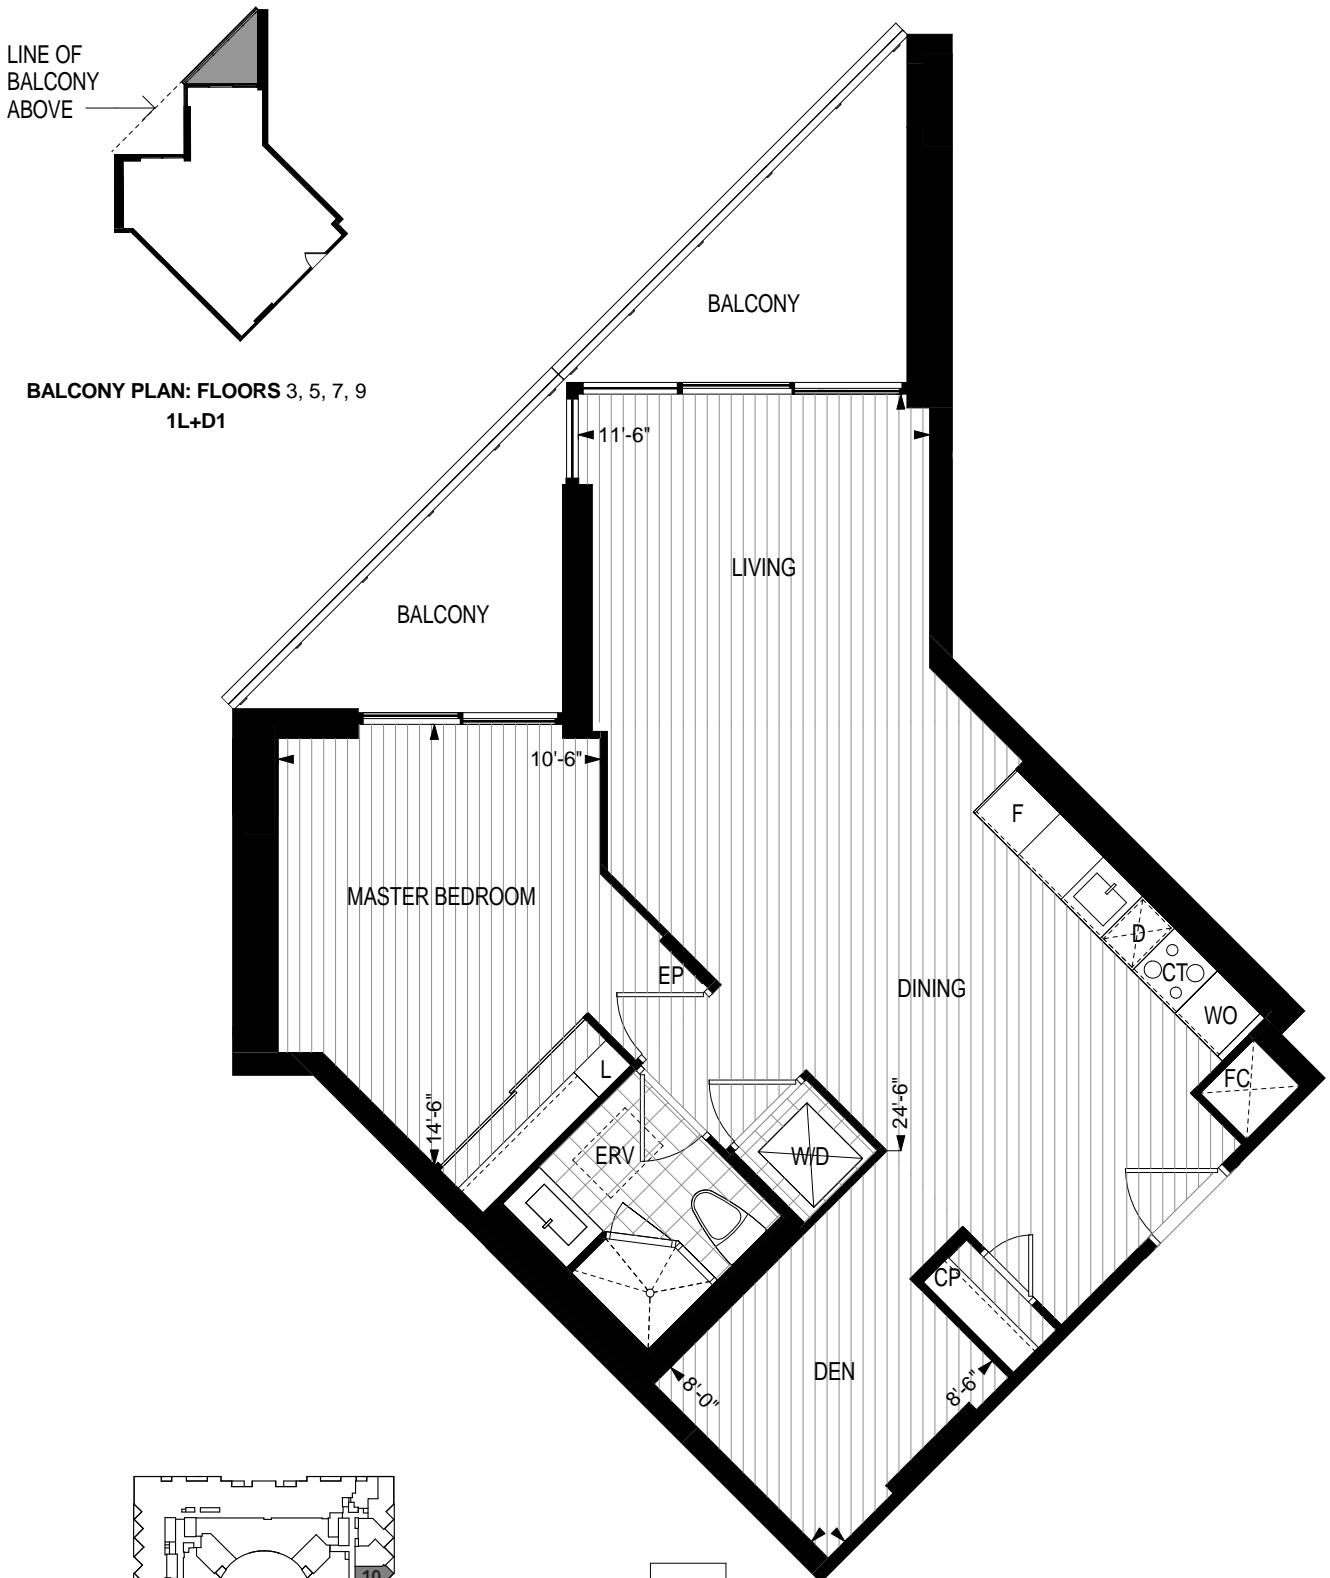 LINE OF
BALCONY
ABOVE
BALCONY PLAN: FLOORS 3, 5, 7, 9
1L+D1
BALCONY
11'-6"
LIVING
BALCONY
10'-6"
F
MASTER BEDROOM
D
EP
CT
DINING
WO
L
FC
14'-6"
24'-6"
ERV
W/D
CP
DEN
8'-0"
8'-6"
10